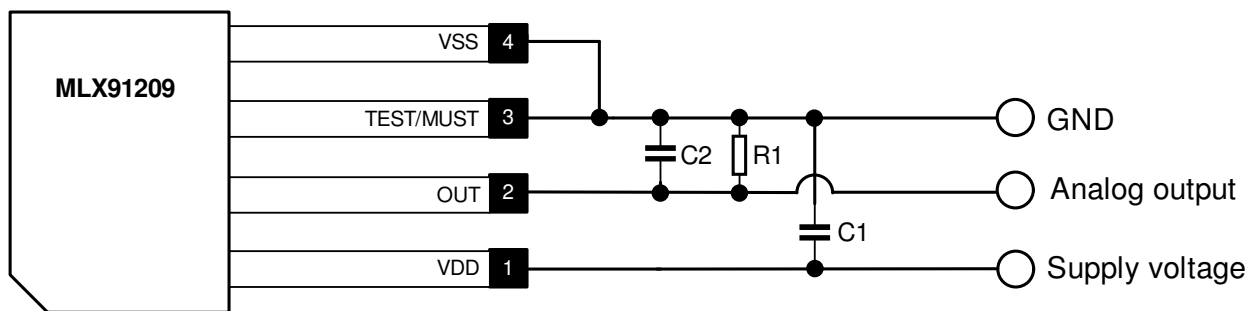 VSS 4
MLX91209
TEST/MUST 3
GND
C2 R1
OUT 2
Analog output
C1
VDD 1
Supply voltage